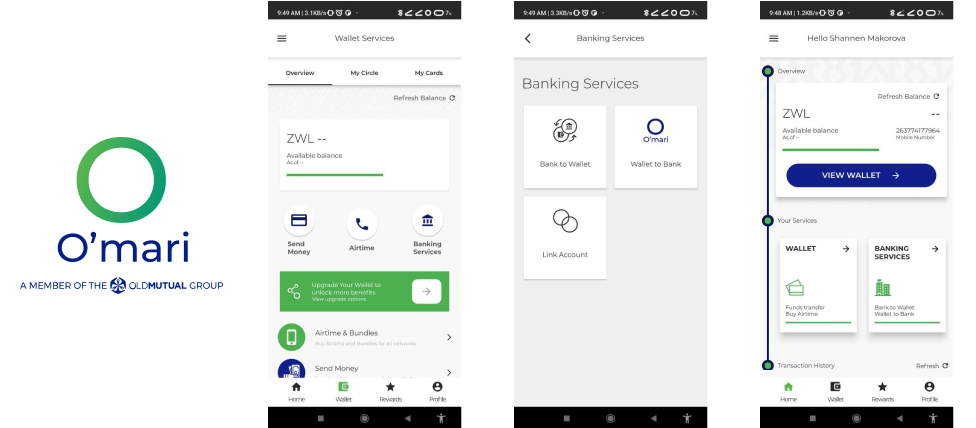 O'mari
A MEMBER OF THE OLDMUTUAL GROUP
9:49 AM | 3.1KB/s
Wallet Services
Overview
My Circle
My Cards
Refresh Balance
ZWL --
Available balance
As of --
Send
Money
Airtime
Banking
Services
Upgrade Your Wallet to
unlock more benefits
View upgrade options
Airtime & Bundles
Buy Airtime and Bundles for all networks
Send Money
Home
Wallet
Rewards
Profile
9:49 AM | 3.3KB/s
Banking Services
Banking Services
Bank to Wallet
O'mari
Wallet to Bank
Link Account
9:48 AM | 1.2KB/s
Hello Shannen Makorova
Overview
Refresh Balance
ZWL --
Available balance 263774177964
As of -- Mobile Number
VIEW WALLET
Your Services
WALLET
Funds transfer
Buy Airtime
BANKING
SERVICES
Bank to Wallet
Wallet to Bank
Transaction History Refresh
Home
Wallet
Rewards
Profile